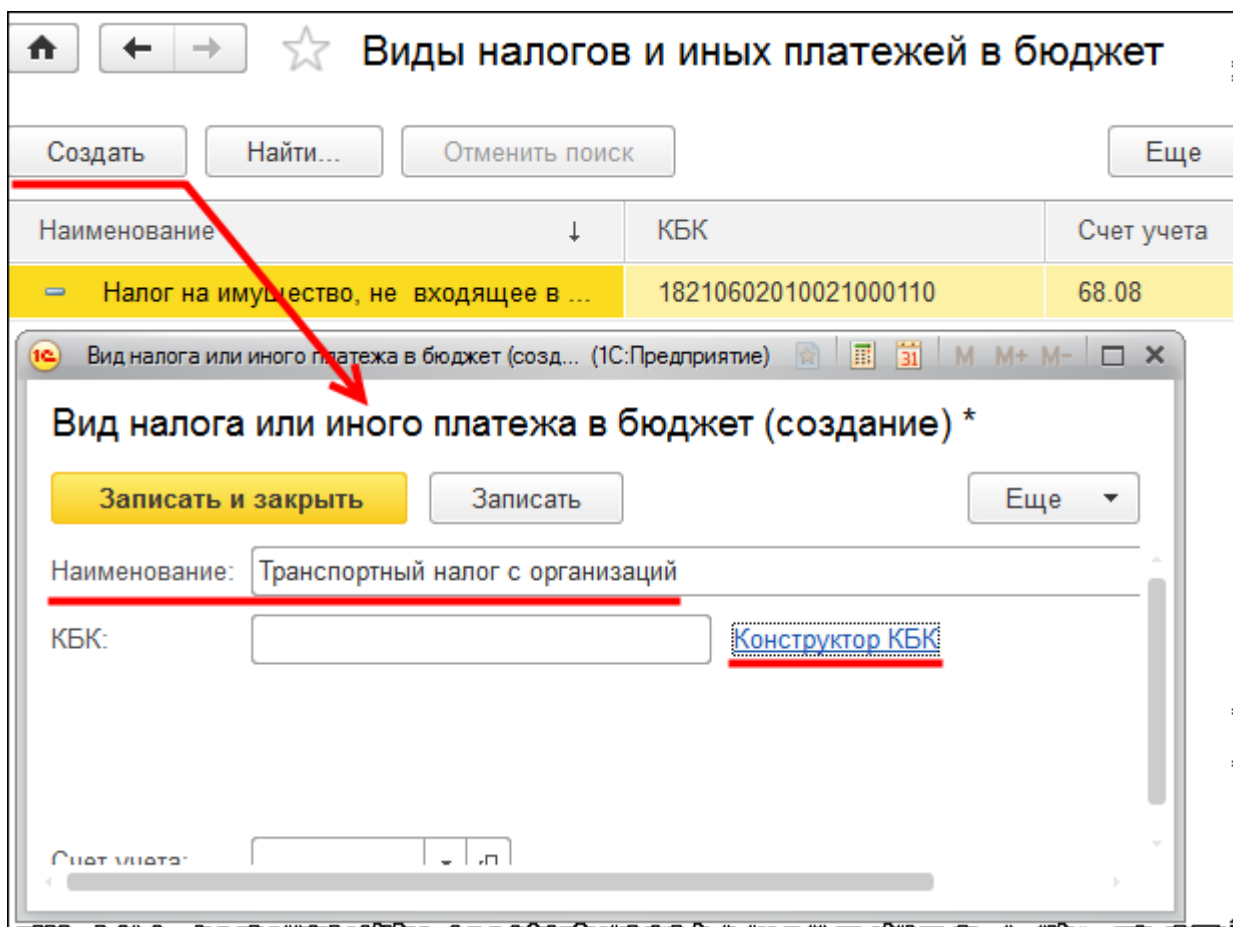 Виды налогов и иных платежей в бюджет
Создать Найти... Отменить поиск Еще
Наименование ↓ КБК Счет учета
Налог на имущество, не входящее в ... 18210602010021000110 68.08
1С Вид налога или иного платежа в бюджет (созд... (1С:Предприятие) 31 M M+ M-
Вид налога или иного платежа в бюджет (создание) *
Записать и закрыть Записать Еще
Наименование: Транспортный налог с организаций
КБК: Конструктор КБК
Счет учета: